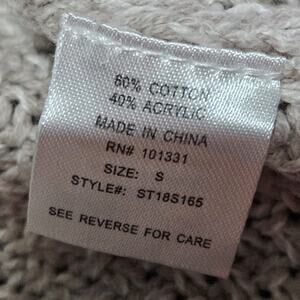 60% COTTON
40% ACRYLIC
MADE IN CHINA
RN# 101331
SIZE: S
STYLE#: ST18S165
SEE REVERSE FOR CARE